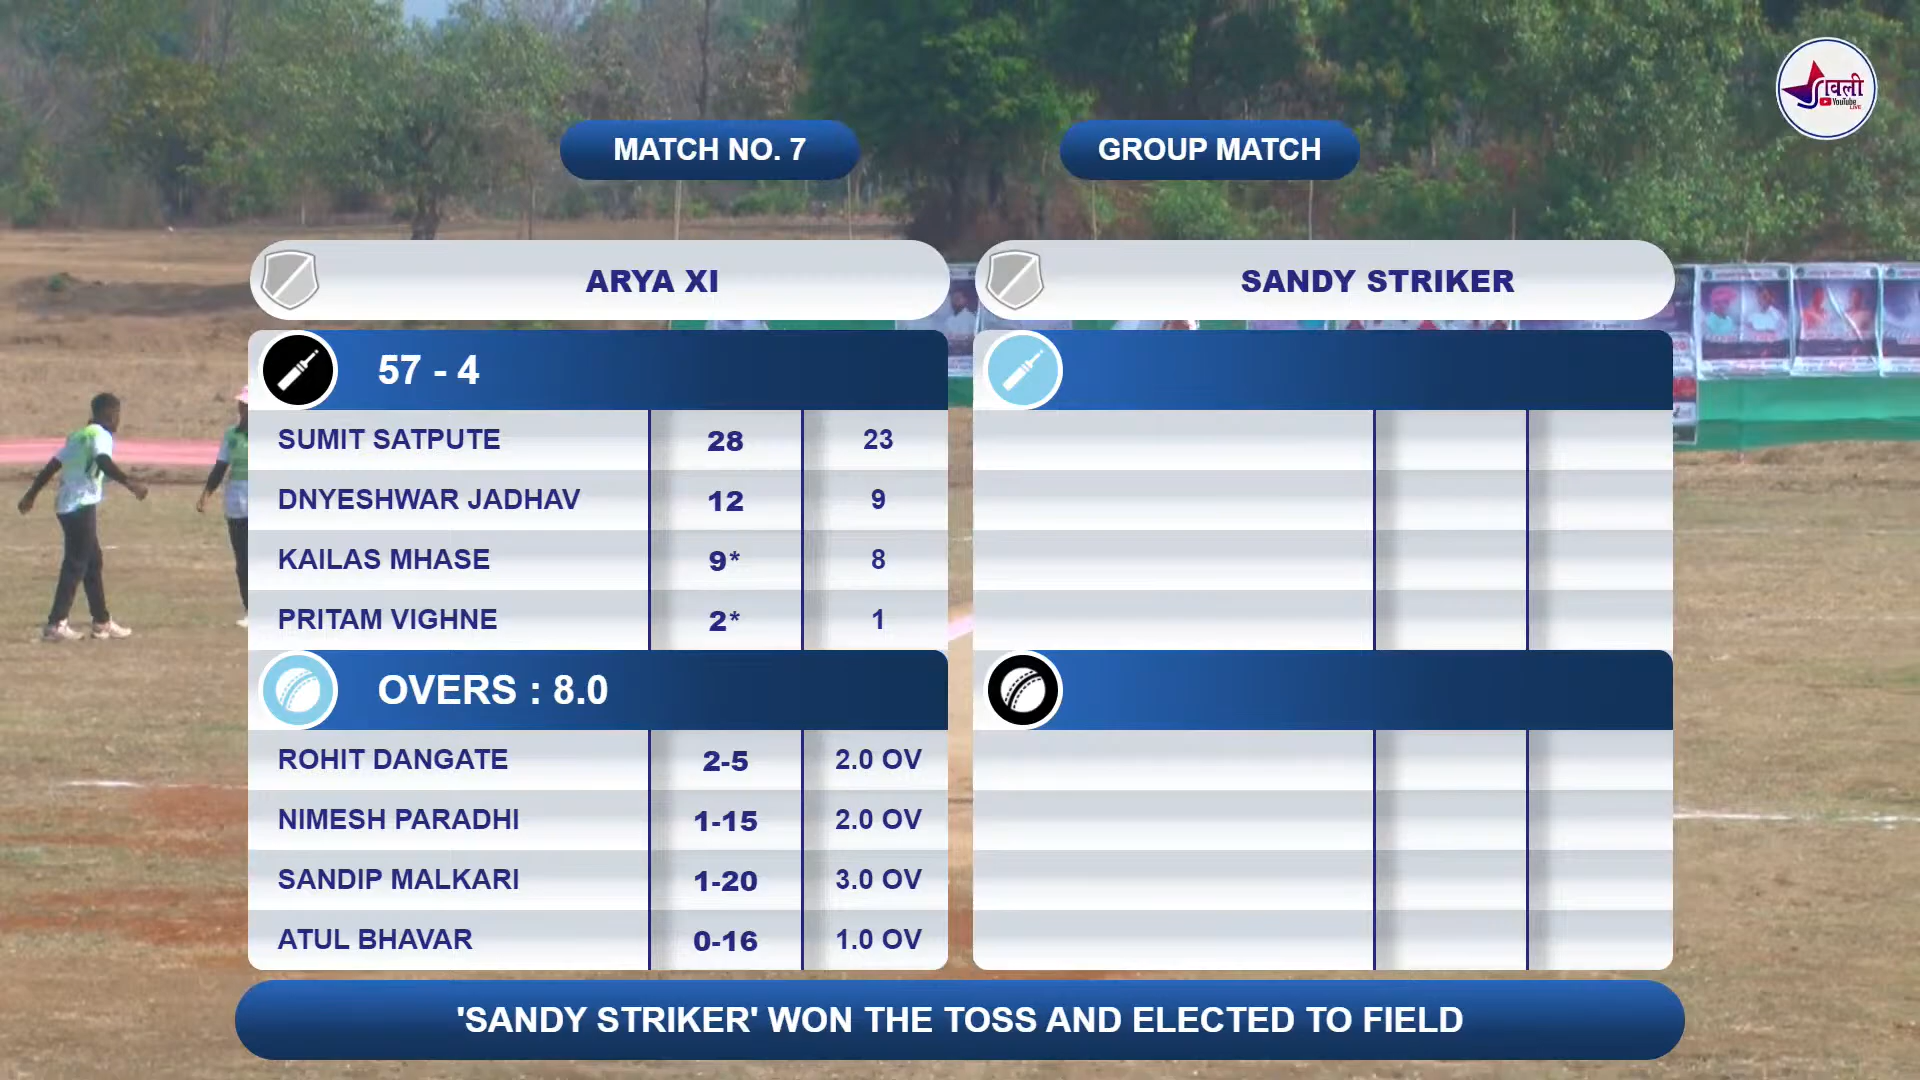 रावली
YouTube
LIVE
MATCH NO. 7
GROUP MATCH
ARYA XI
SANDY STRIKER
57 - 4
SUMIT SATPUTE 28 23
DNYESHWAR JADHAV 12 9
KAILAS MHASE 9* 8
PRITAM VIGHNE 2* 1
OVERS : 8.0
ROHIT DANGATE 2-5 2.0 OV
NIMESH PARADHI 1-15 2.0 OV
SANDIP MALKARI 1-20 3.0 OV
ATUL BHAVAR 0-16 1.0 OV
'SANDY STRIKER' WON THE TOSS AND ELECTED TO FIELD